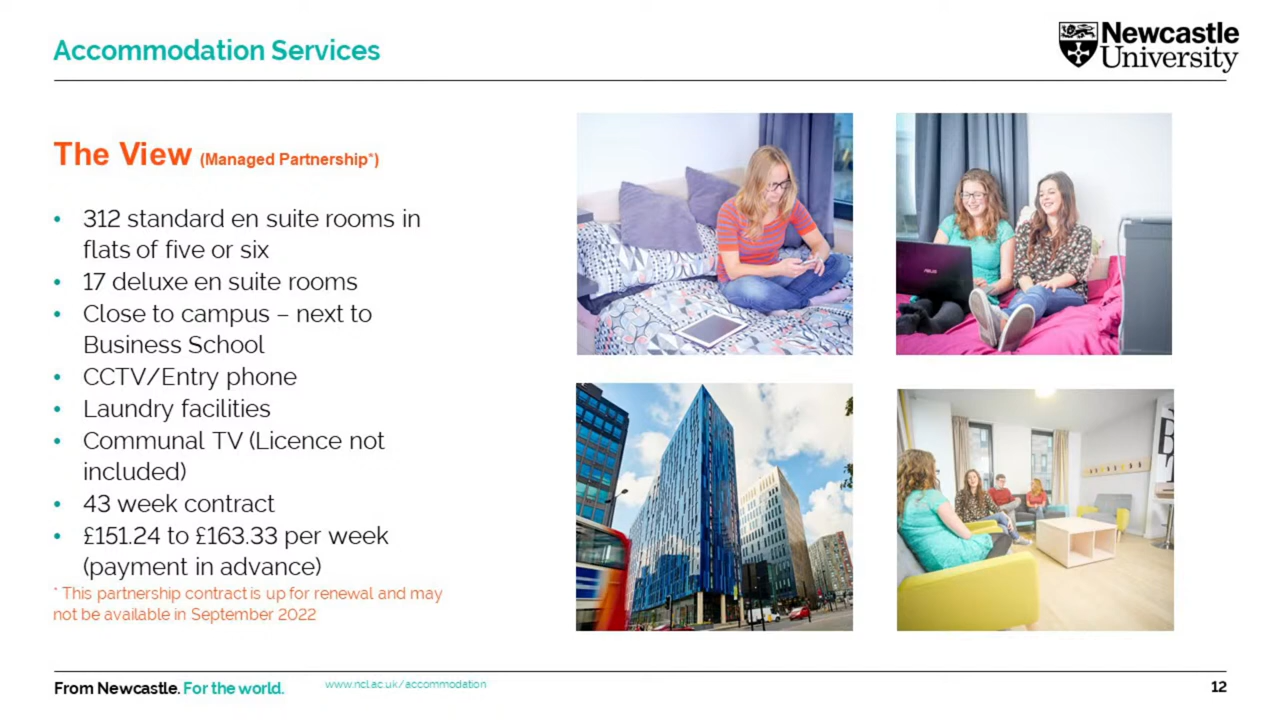 Accommodation Services
Newcastle
University
The View (Managed Partnership*)
• 312 standard en suite rooms in
flats of five or six
• 17 deluxe en suite rooms
• Close to campus – next to
Business School
• CCTV/Entry phone
• Laundry facilities
• Communal TV (Licence not
included)
• 43 week contract
• £151.24 to £163.33 per week
(payment in advance)
* This partnership contract is up for renewal and may
not be available in September 2022
ASUS
From Newcastle. For the world.
www.ncl.ac.uk/accommodation
12